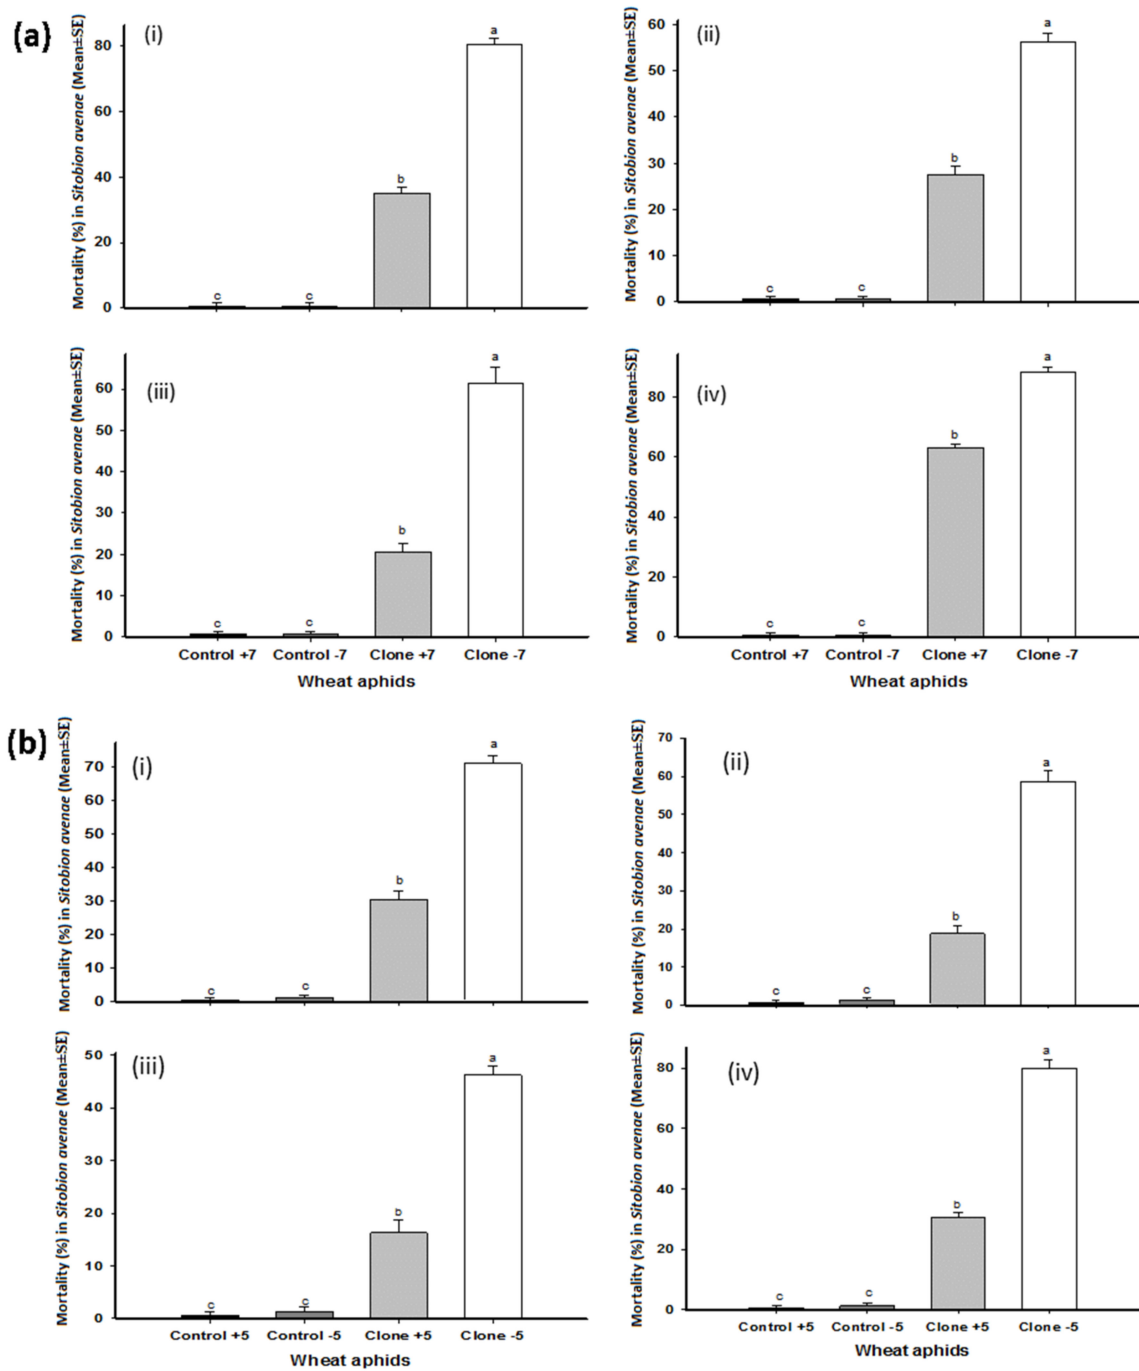 (a)
Mortality (%) in Sitobion avenae (Mean±SE)
(i)
80
60
40
20
0
c
c
b
a
Mortality (%) in Sitobion avenae (Mean±SE)
(ii)
60
50
40
30
20
10
0
c
c
b
a
Mortality (%) in Sitobion avenae (Mean±SE)
(iii)
60
50
40
30
20
10
0
c
c
b
a
Control +7 Control -7 Clone +7 Clone -7
Wheat aphids
Mortality (%) in Sitobion avenae (Mean±SE)
(iv)
80
60
40
20
0
c
c
b
a
Control +7 Control -7 Clone +7 Clone -7
Wheat aphids
(b)
Mortality (%) in Sitobion avenae (Mean±SE)
(i)
70
60
50
40
30
20
10
0
c
c
b
a
Mortality (%) in Sitobion avenae (Mean±SE)
(ii)
70
60
50
40
30
20
10
0
c
c
b
a
Mortality (%) in Sitobion avenae (Mean±SE)
(iii)
50
40
30
20
10
0
c
c
b
a
Control +5 Control -5 Clone +5 Clone -5
Wheat aphids
Mortality (%) in Sitobion avenae (Mean±SE)
(iv)
80
60
40
20
0
c
c
b
a
Control +5 Control -5 Clone +5 Clone -5
Wheat aphids